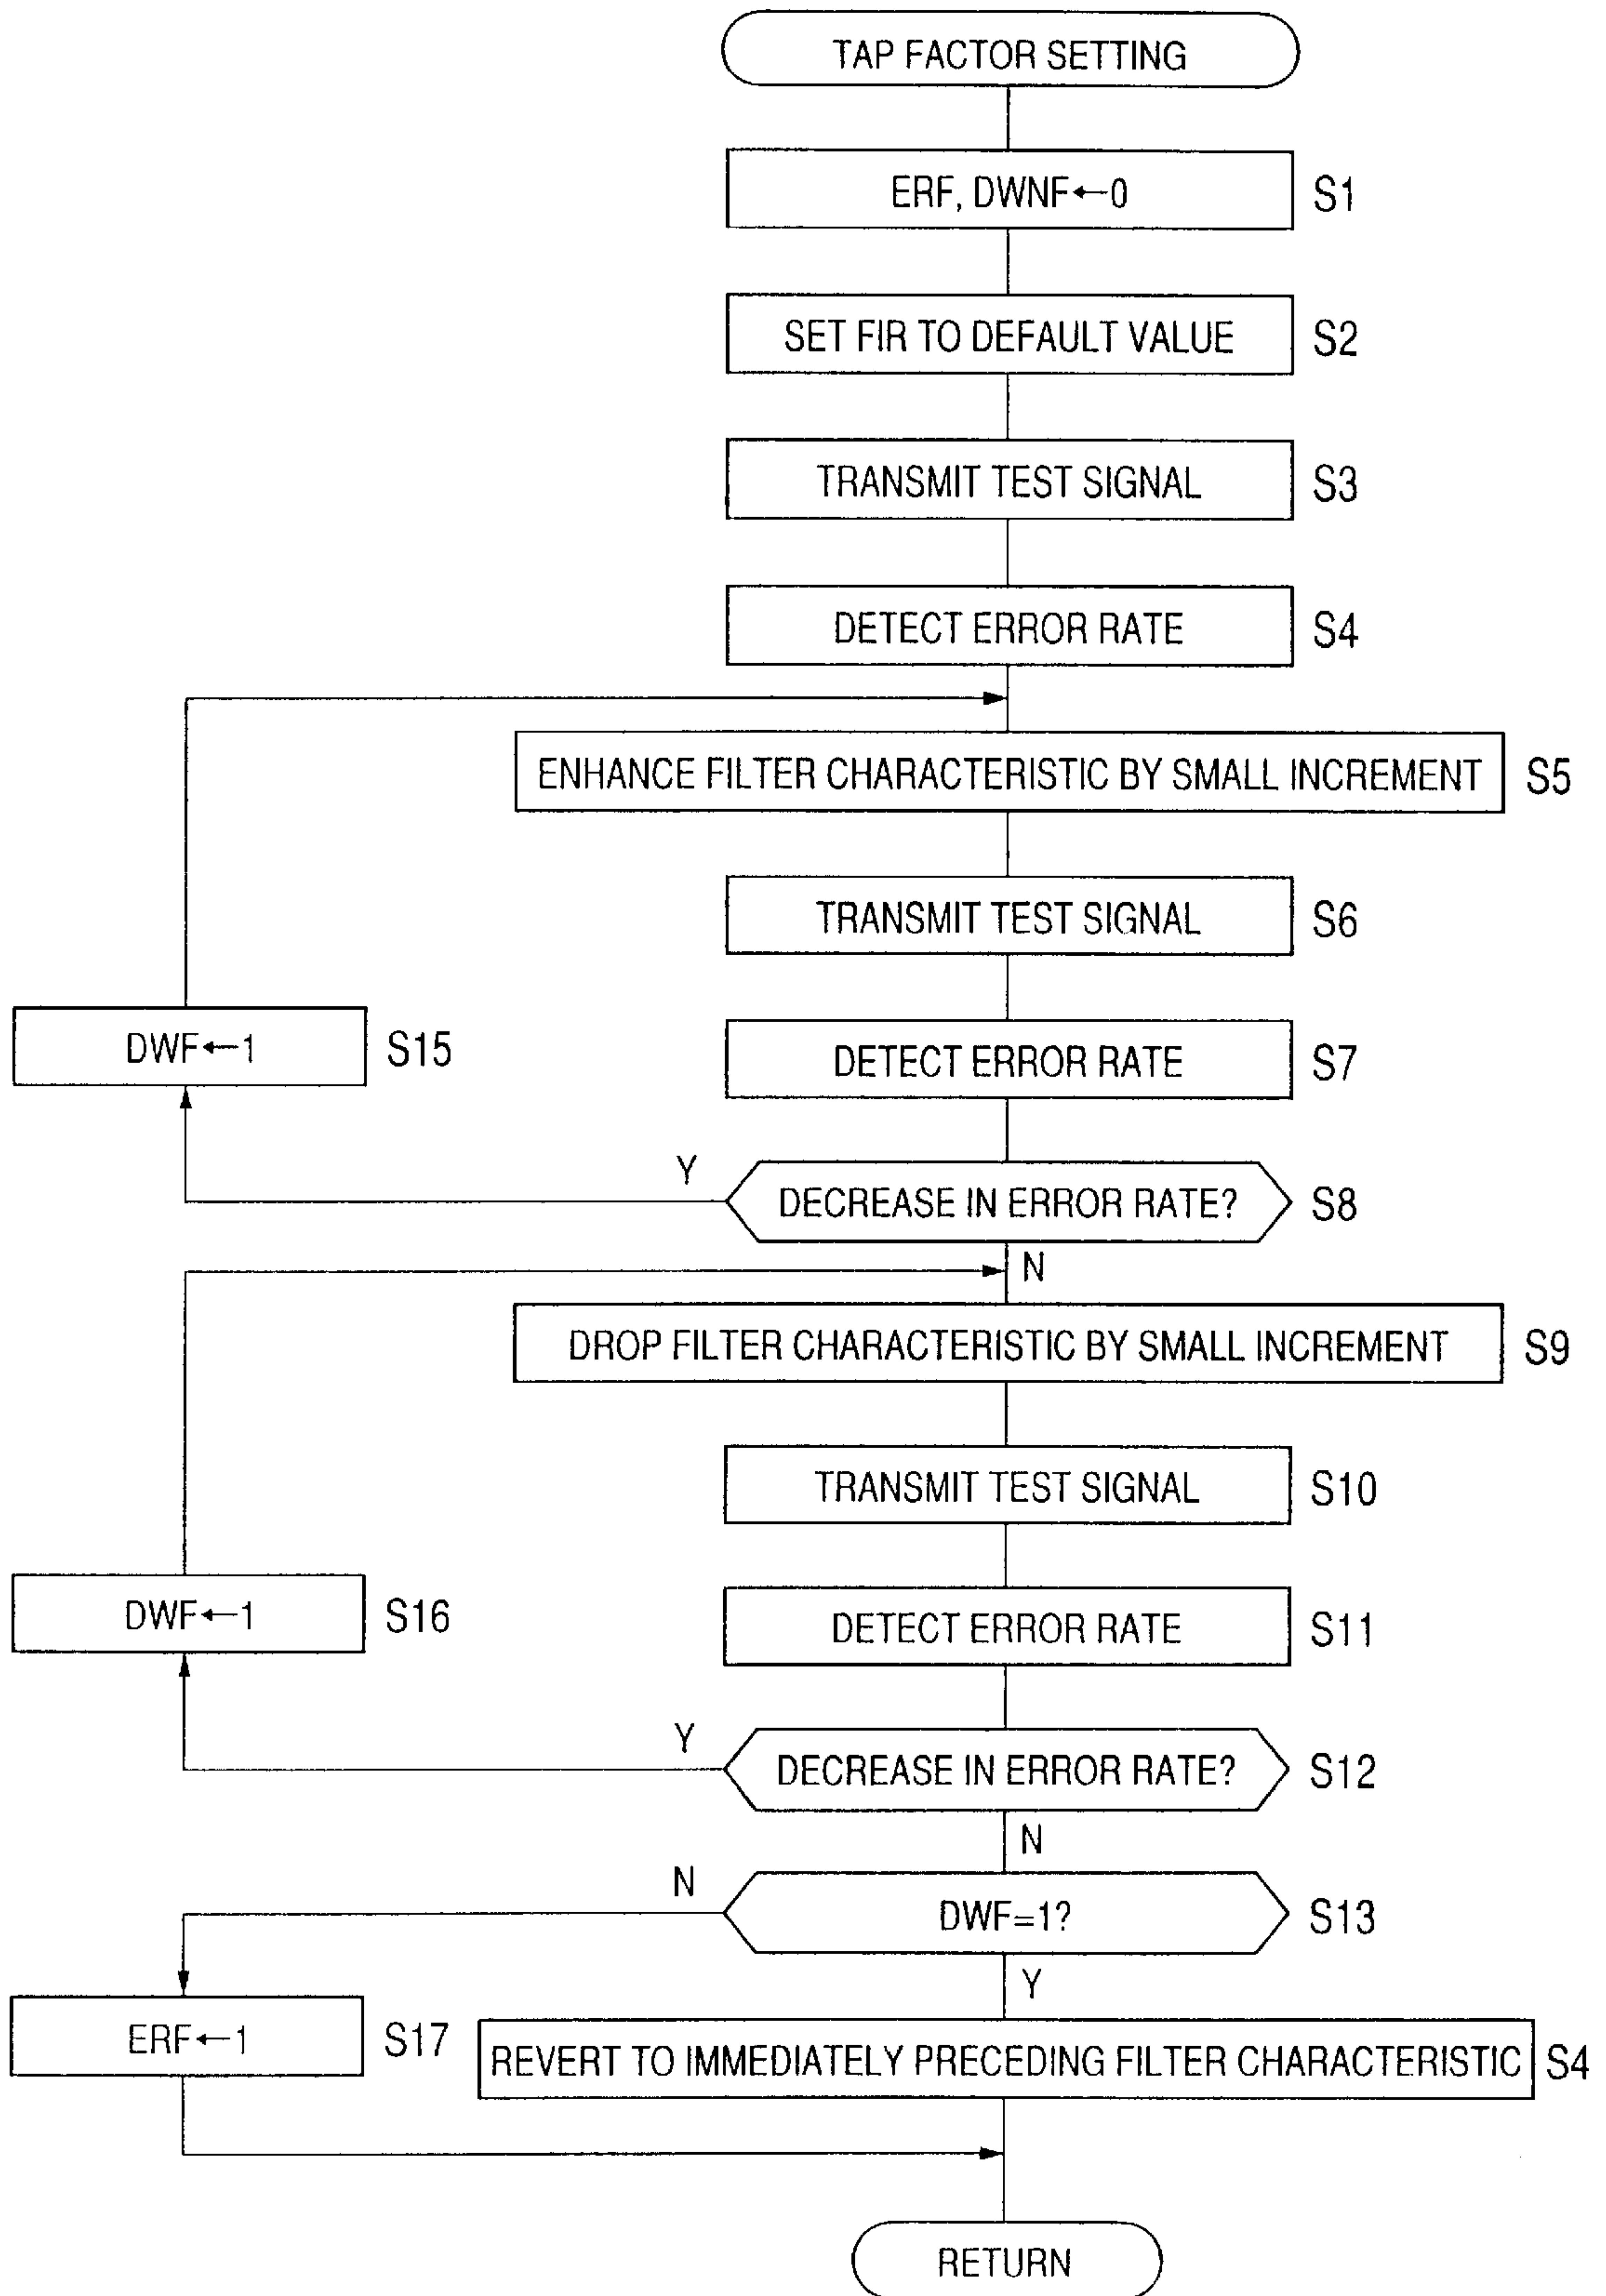 TAP FACTOR SETTING
ERF, DWNF←0 S1
SET FIR TO DEFAULT VALUE S2
TRANSMIT TEST SIGNAL S3
DETECT ERROR RATE S4
ENHANCE FILTER CHARACTERISTIC BY SMALL INCREMENT S5
TRANSMIT TEST SIGNAL S6
DWF←1 S15
DETECT ERROR RATE S7
Y
DECREASE IN ERROR RATE? S8
N
DROP FILTER CHARACTERISTIC BY SMALL INCREMENT S9
TRANSMIT TEST SIGNAL S10
DWF←1 S16
DETECT ERROR RATE S11
Y
DECREASE IN ERROR RATE? S12
N
N
DWF=1? S13
Y
ERF←1 S17
REVERT TO IMMEDIATELY PRECEDING FILTER CHARACTERISTIC S4
RETURN